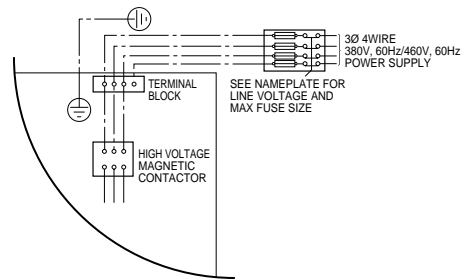 3Ø 4WIRE
380V, 60Hz/460V, 60Hz
POWER SUPPLY
TERMINAL
BLOCK
SEE NAMEPLATE FOR
LINE VOLTAGE AND
MAX FUSE SIZE
HIGH VOLTAGE
MAGNETIC
CONTACTOR